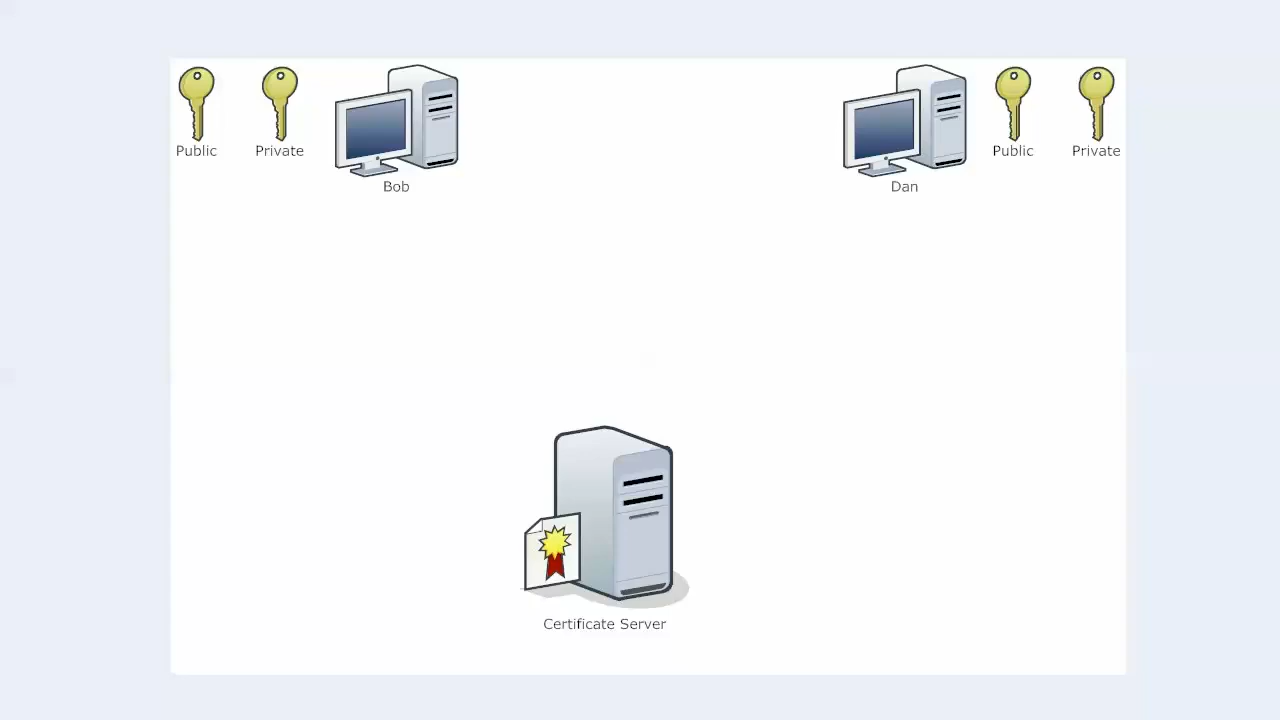 Public
Private
Bob
Dan
Public
Private
Certificate Server